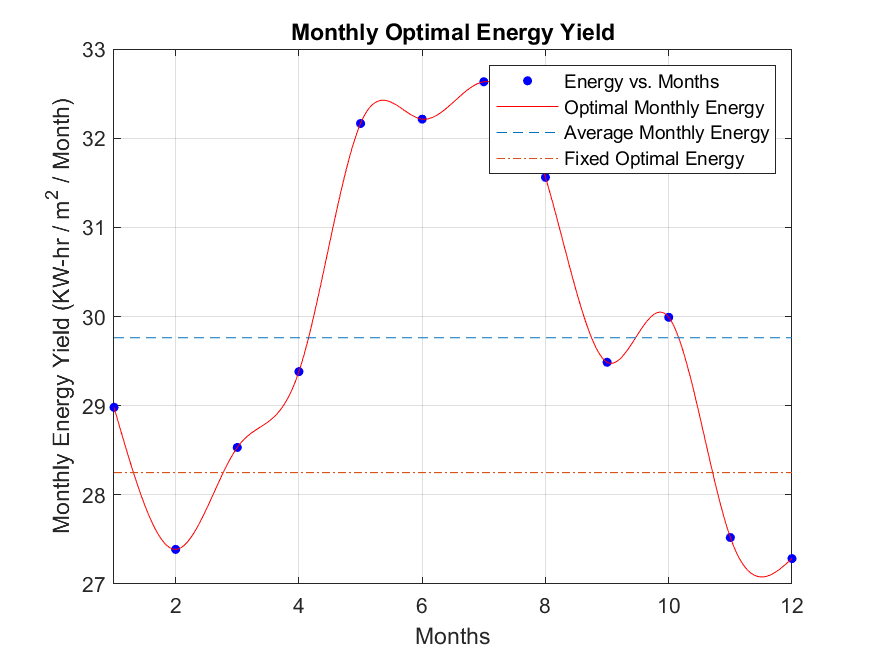 Monthly Optimal Energy Yield
Monthly Energy Yield (KW-hr / m² / Month)
33
32
31
30
29
28
27
2 4 6 8 10 12
Months
Energy vs. Months
Optimal Monthly Energy
Average Monthly Energy
Fixed Optimal Energy